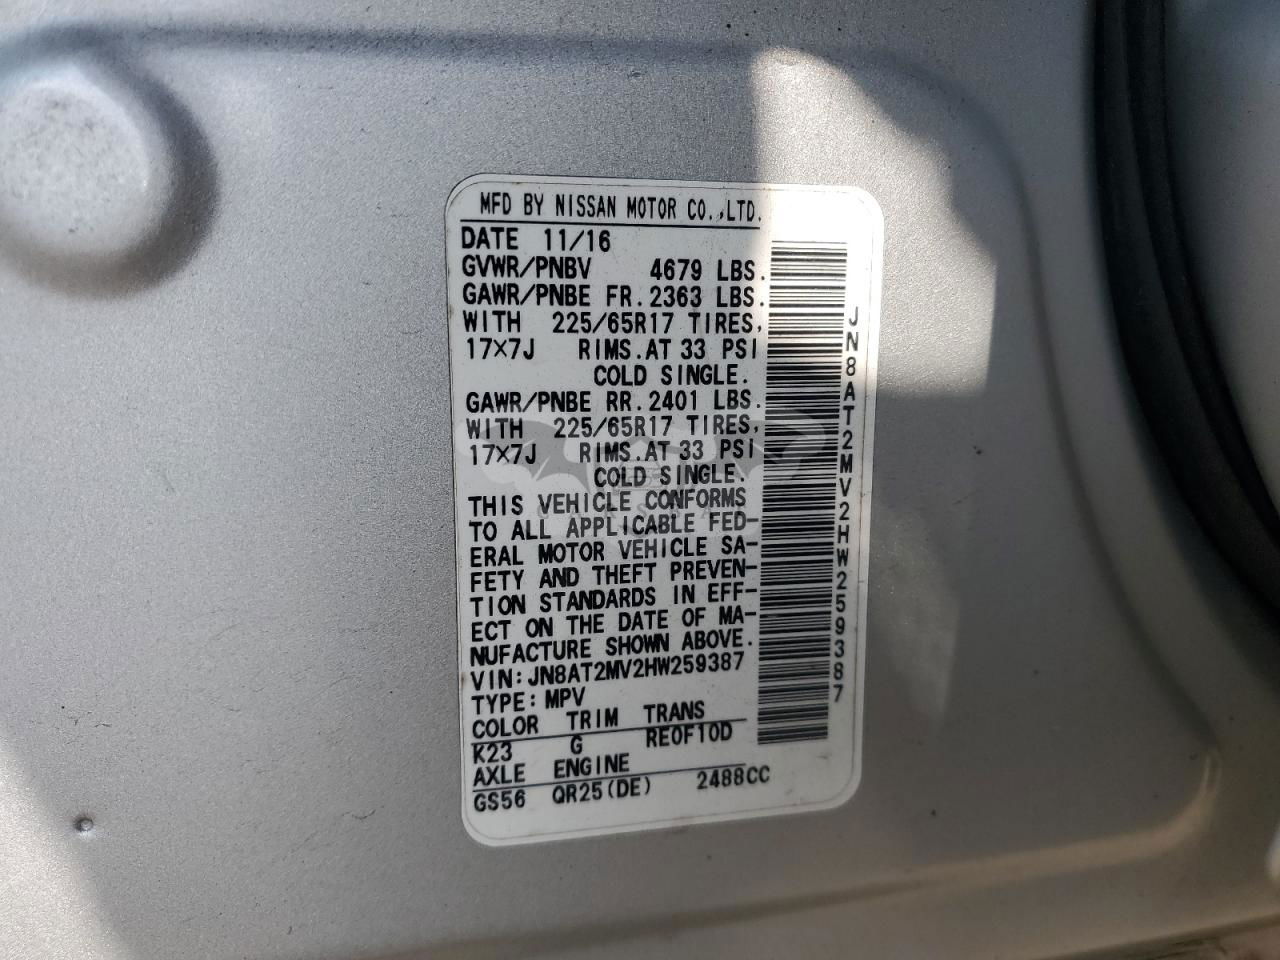 MFD BY NISSAN MOTOR CO.,LTD.
DATE 11/16
GVWR/PNBV 4679 LBS.
GAWR/PNBE FR.2363 LBS.
WITH 225/65R17 TIRES,
17×7J RIMS.AT 33 PSI
COLD SINGLE.
GAWR/PNBE RR.2401 LBS.
WITH 225/65R17 TIRES,
17×7J RIMS.AT 33 PSI
COLD SINGLE.
THIS VEHICLE CONFORMS
TO ALL APPLICABLE FED-
ERAL MOTOR VEHICLE SA-
FETY AND THEFT PREVEN-
TION STANDARDS IN EFF-
ECT ON THE DATE OF MA-
NUFACTURE SHOWN ABOVE.
VIN:JN8AT2MV2HW259387
TYPE:MPV
COLOR TRIM TRANS
K23 G RE0F10D
AXLE ENGINE
GS56 QR25(DE) 2488CC
JN8AT2MV2HW259387